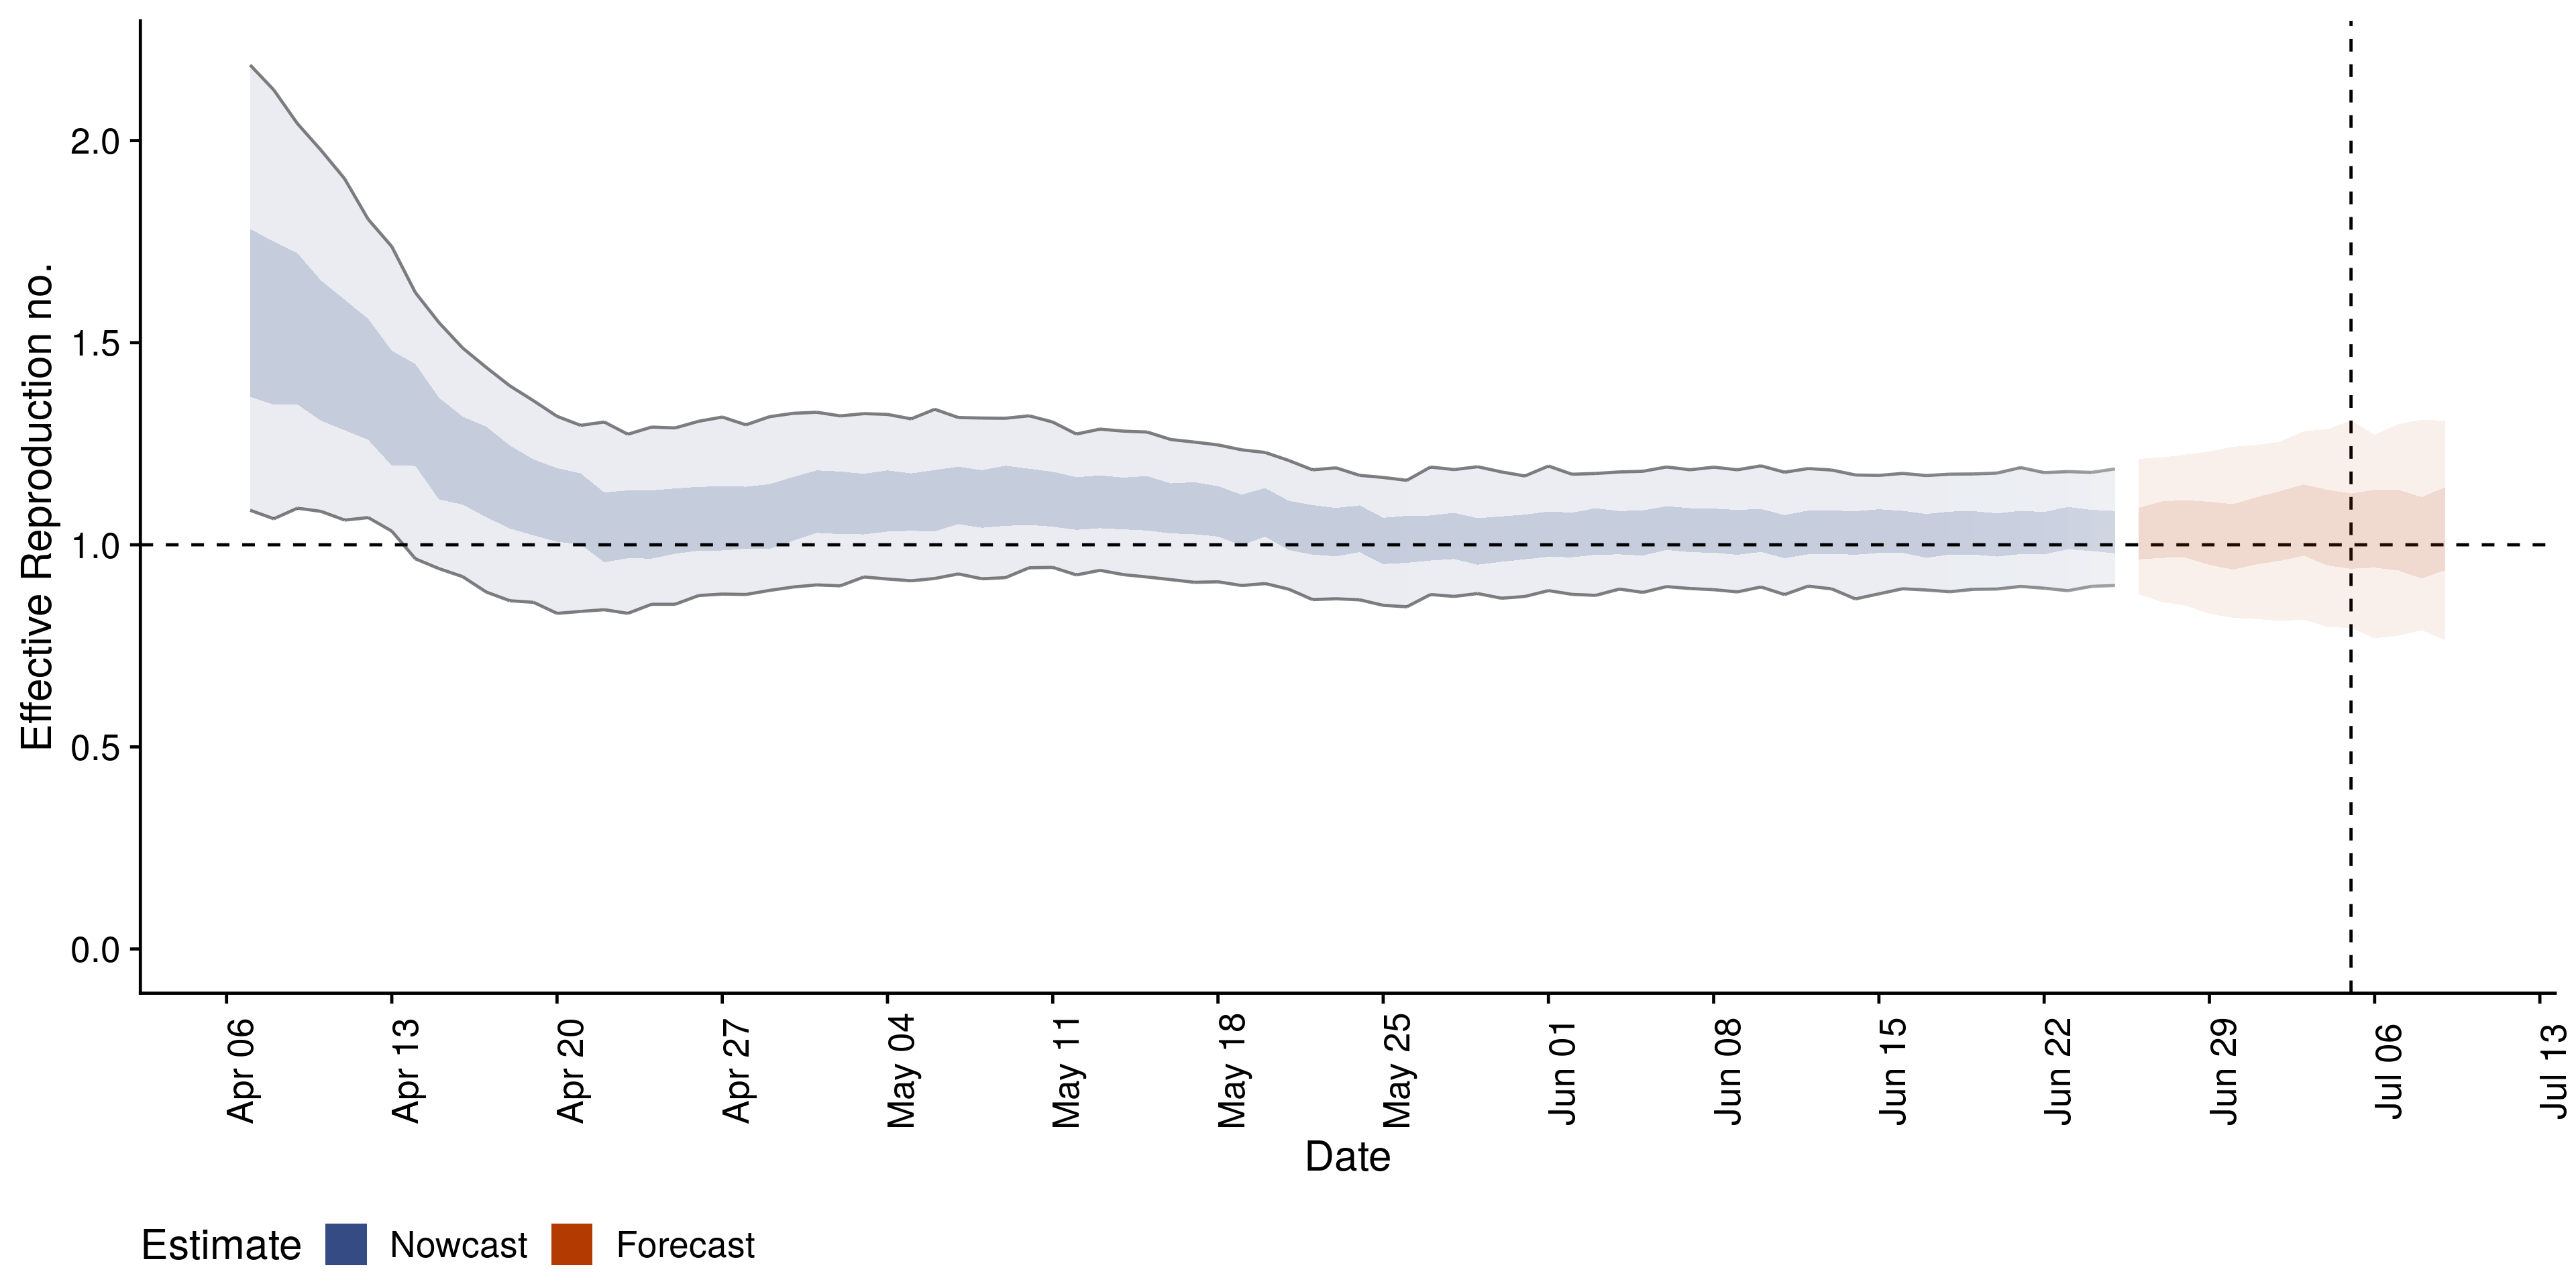 Effective Reproduction no.
2.0
1.5
1.0
0.5
0.0
Apr 06
Apr 13
Apr 20
Apr 27
May 04
May 11
May 18
May 25
Jun 01
Jun 08
Jun 15
Jun 22
Jun 29
Jul 06
Jul 13
Date
Estimate Nowcast Forecast